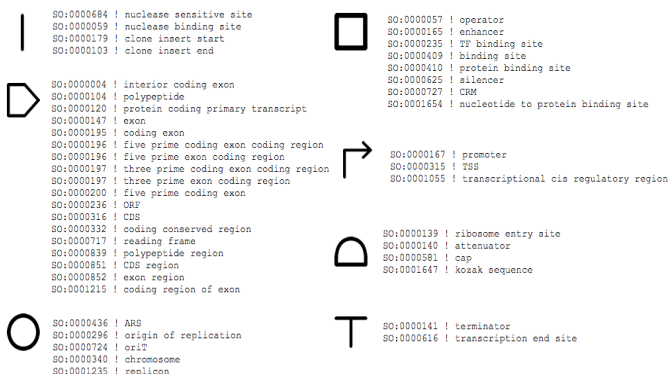 SO:0000684 ! nuclease sensitive site
SO:0000059 ! nuclease binding site
SO:0000179 ! clone insert start
SO:0000103 ! clone insert end
SO:0000004 ! interior coding exon
SO:0000104 ! polypeptide
SO:0000120 ! protein coding primary transcript
SO:0000147 ! exon
SO:0000195 ! coding exon
SO:0000196 ! five prime coding exon coding region
SO:0000196 ! five prime exon coding region
SO:0000197 ! three prime coding exon coding region
SO:0000197 ! three prime exon coding region
SO:0000200 ! five prime coding exon
SO:0000236 ! ORF
SO:0000316 ! CDS
SO:0000332 ! coding conserved region
SO:0000717 ! reading frame
SO:0000839 ! polypeptide region
SO:0000851 ! CDS region
SO:0000852 ! exon region
SO:0001215 ! coding region of exon
SO:0000436 ! ARS
SO:0000296 ! origin of replication
SO:0000724 ! oriT
SO:0000340 ! chromosome
SO:0001235 ! replicon
SO:0000057 ! operator
SO:0000165 ! enhancer
SO:0000235 ! TF binding site
SO:0000409 ! binding site
SO:0000410 ! protein binding site
SO:0000625 ! silencer
SO:0000727 ! CRM
SO:0001654 ! nucleotide to protein binding site
SO:0000167 ! promoter
SO:0000315 ! TSS
SO:0001055 ! transcriptional cis regulatory region
SO:0000139 ! ribosome entry site
SO:0000140 ! attenuator
SO:0000581 ! cap
SO:0001647 ! kozak sequence
SO:0000141 ! terminator
SO:0000616 ! transcription end site